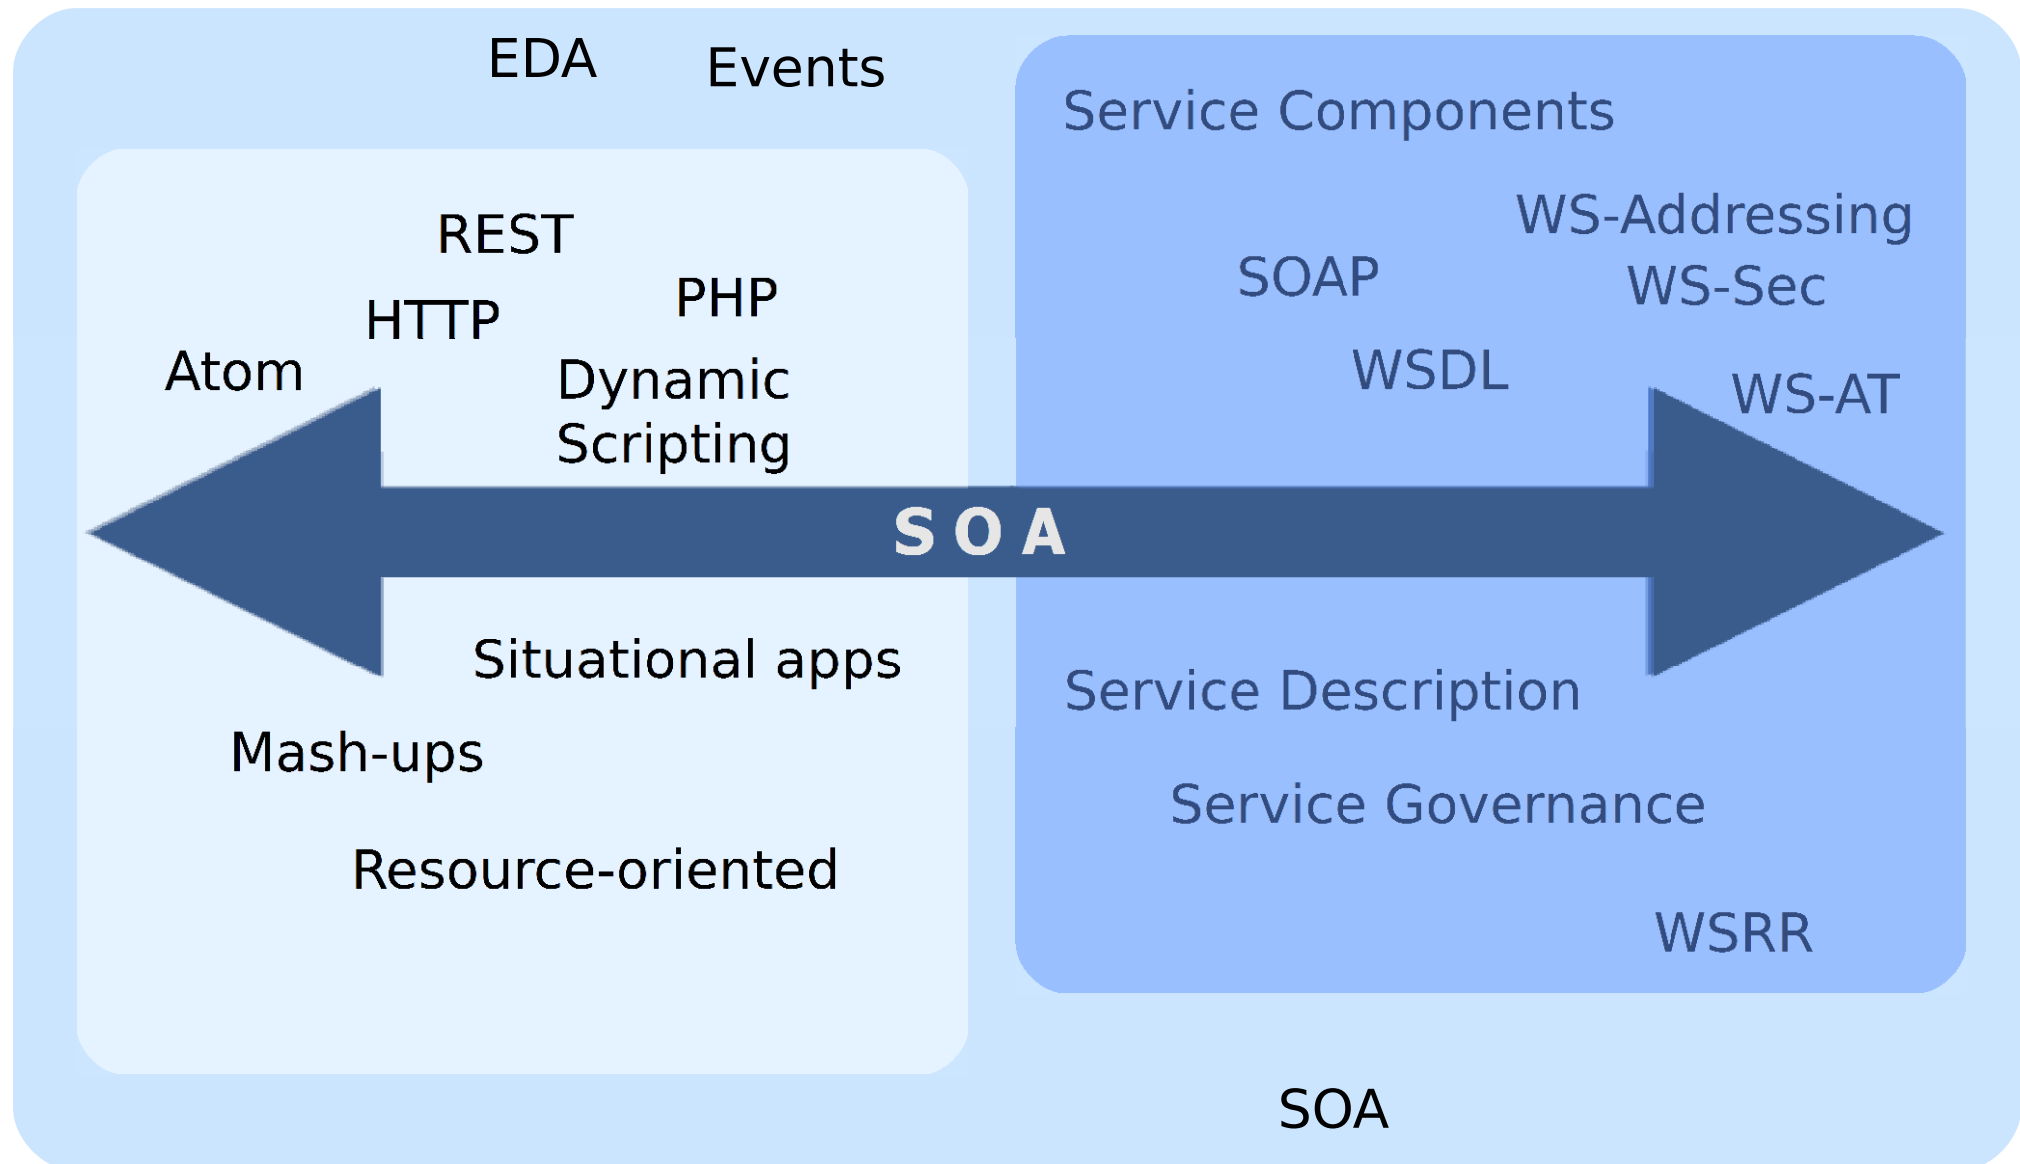 EDA
Events
REST
HTTP
PHP
Atom
Dynamic
Scripting
Service Components
WS-Addressing
SOAP
WS-Sec
WSDL
WS-AT
S O A
Situational apps
Mash-ups
Resource-oriented
Service Description
Service Governance
WSRR
SOA